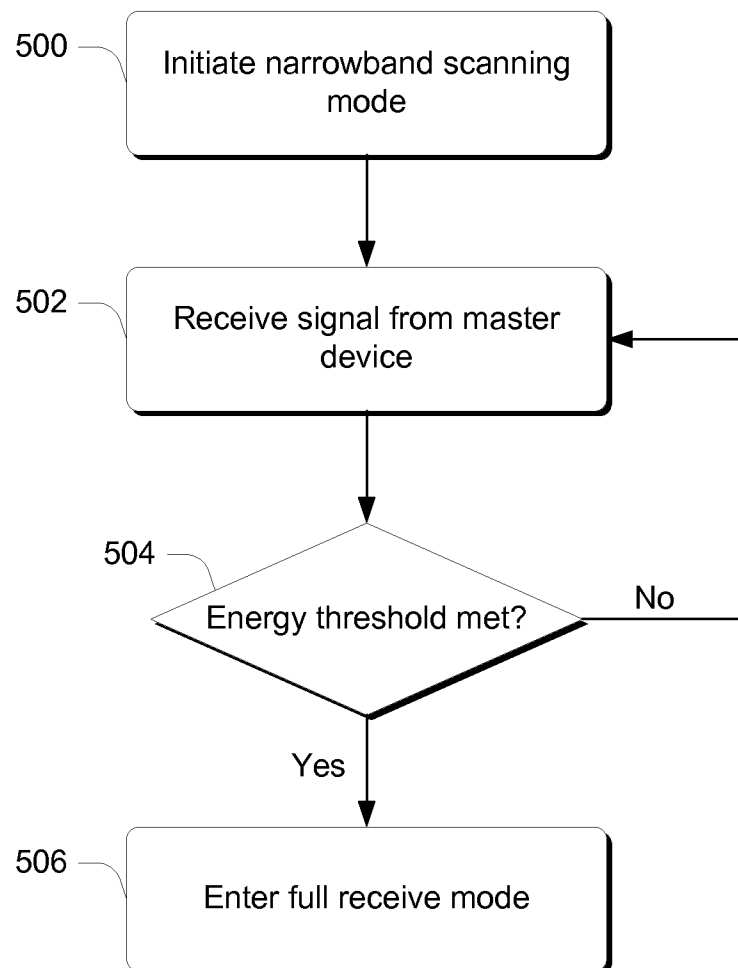 500
Initiate narrowband scanning
mode
502
Receive signal from master
device
504
Energy threshold met?
No
Yes
506
Enter full receive mode